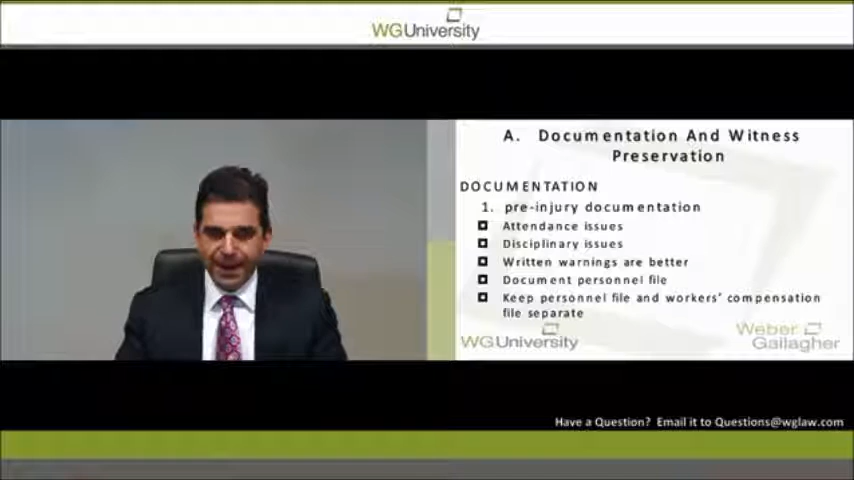 WGUniversity
A. Documentation And Witness
Preservation
DOCUMENTATION
1. pre-injury documentation
Attendance issues
Disciplinary issues
Written warnings are better
Document personnel file
Keep personnel file and workers' compensation
file separate
WGUniversity
Weber
Gallagher
Have a Question? Email it to Questions@wglaw.com